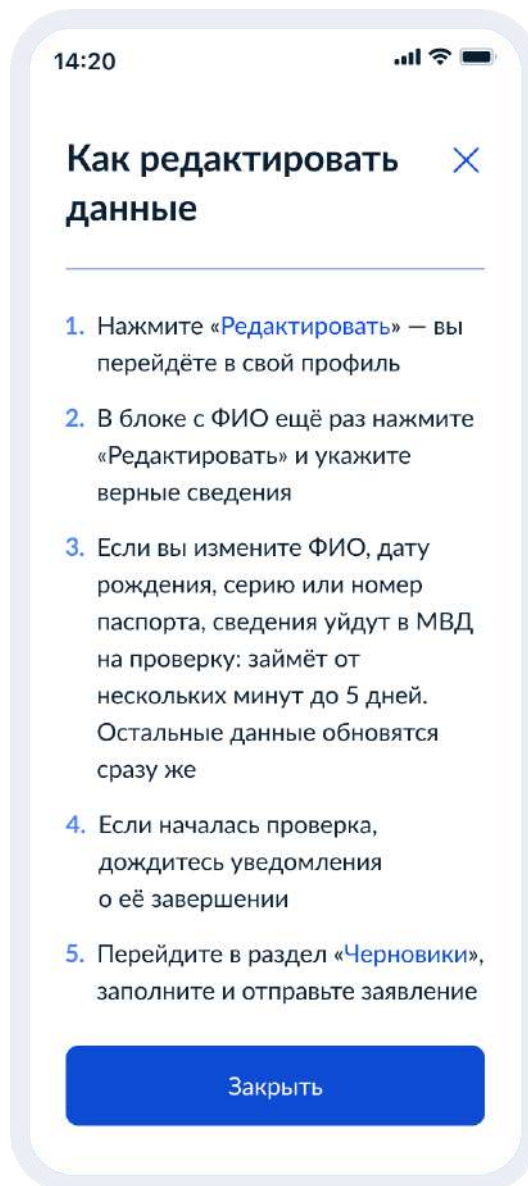 14:20
Как редактировать
данные
1. Нажмите «Редактировать» — вы
перейдёте в свой профиль
2. В блоке с ФИО ещё раз нажмите
«Редактировать» и укажите
верные сведения
3. Если вы измените ФИО, дату
рождения, серию или номер
паспорта, сведения уйдут в МВД
на проверку: займёт от
нескольких минут до 5 дней.
Остальные данные обновятся
сразу же
4. Если началась проверка,
дождитесь уведомления
о её завершении
5. Перейдите в раздел «Черновики»,
заполните и отправьте заявление
Закрыть